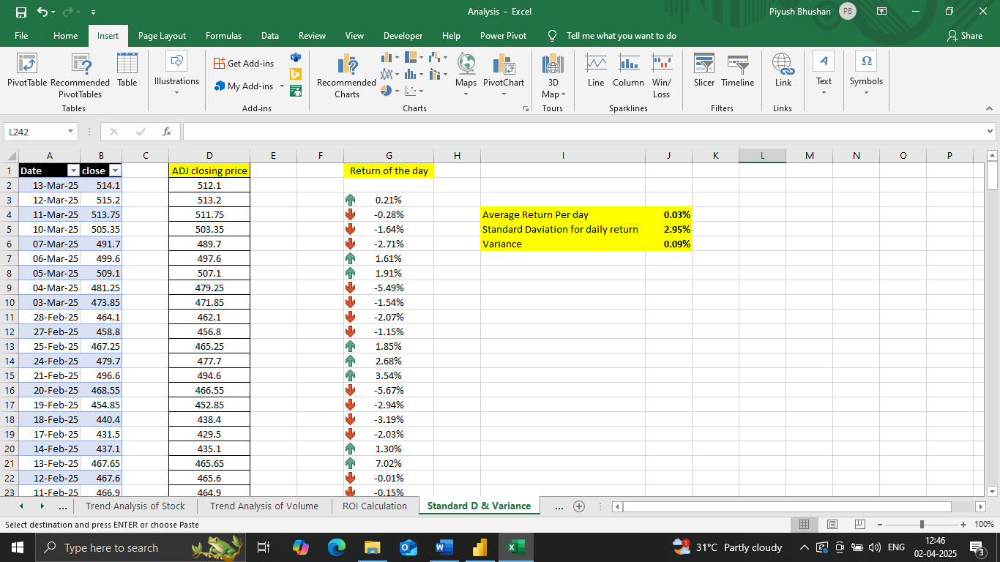 Analysis - Excel
Piyush Bhushan PB
File Home Insert Page Layout Formulas Data Review View Developer Help Power Pivot Tell me what you want to do Share
PivotTable Recommended PivotTables Table
Illustrations
Get Add-ins
My Add-ins
Recommended Charts
Maps PivotChart
3D Map
Line Column Win/Loss
Slicer Timeline
Link
Text
Symbols
Tables Add-ins Charts Tours Sparklines Filters Links
L242 fx
A B C D E F G H I J K L M N O P
1 Date close ADJ closing price Return of the day
2 13-Mar-25 514.1 512.1
3 12-Mar-25 515.2 513.2 0.21%
4 11-Mar-25 513.75 511.75 -0.28% Average Return Per day 0.03%
5 10-Mar-25 505.35 503.35 -1.64% Standard Daviation for daily return 2.95%
6 07-Mar-25 491.7 489.7 -2.71% Variance 0.09%
7 06-Mar-25 499.6 497.6 1.61%
8 05-Mar-25 509.1 507.1 1.91%
9 04-Mar-25 481.25 479.25 -5.49%
10 03-Mar-25 473.85 471.85 -1.54%
11 28-Feb-25 464.1 462.1 -2.07%
12 27-Feb-25 458.8 456.8 -1.15%
13 25-Feb-25 467.25 465.25 1.85%
14 24-Feb-25 479.7 477.7 2.68%
15 21-Feb-25 496.6 494.6 3.54%
16 20-Feb-25 468.55 466.55 -5.67%
17 19-Feb-25 454.85 452.85 -2.94%
18 18-Feb-25 440.4 438.4 -3.19%
19 17-Feb-25 431.5 429.5 -2.03%
20 14-Feb-25 437.1 435.1 1.30%
21 13-Feb-25 467.65 465.65 7.02%
22 12-Feb-25 467.6 465.6 -0.01%
23 11-Feb-25 466.9 464.9 -0.15%
... Trend Analysis of Stock Trend Analysis of Volume ROI Calculation Standard D & Variance ...
Select destination and press ENTER or choose Paste 100%
Type here to search 31°C Partly cloudy ENG 12:46
02-04-2025 3